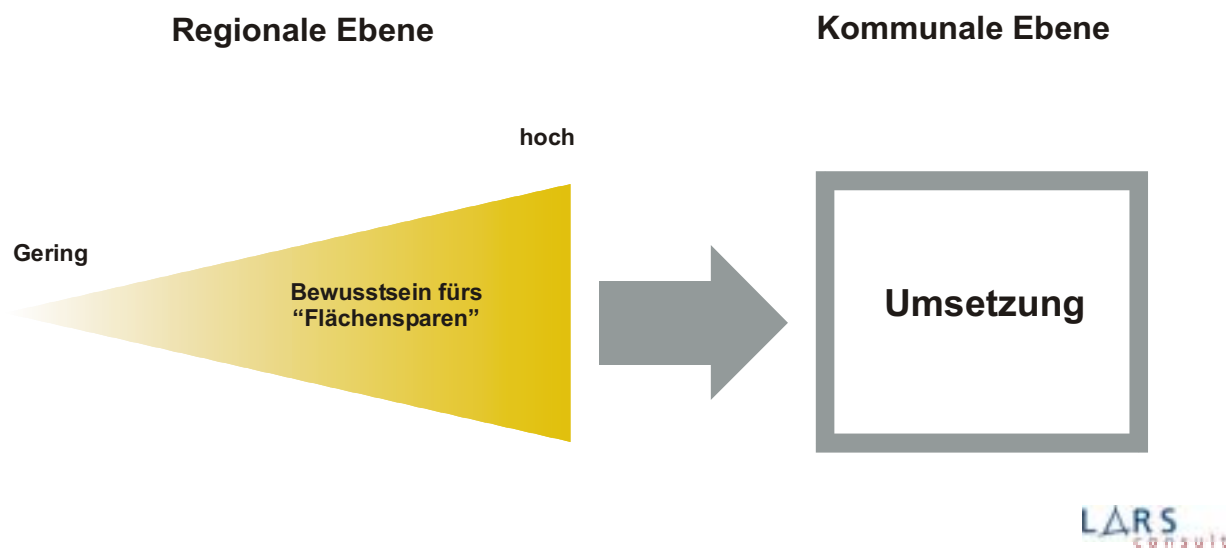 Regionale Ebene
Kommunale Ebene
hoch
Gering
Bewusstsein fürs
“Flächensparen”
Umsetzung
LARS
consult